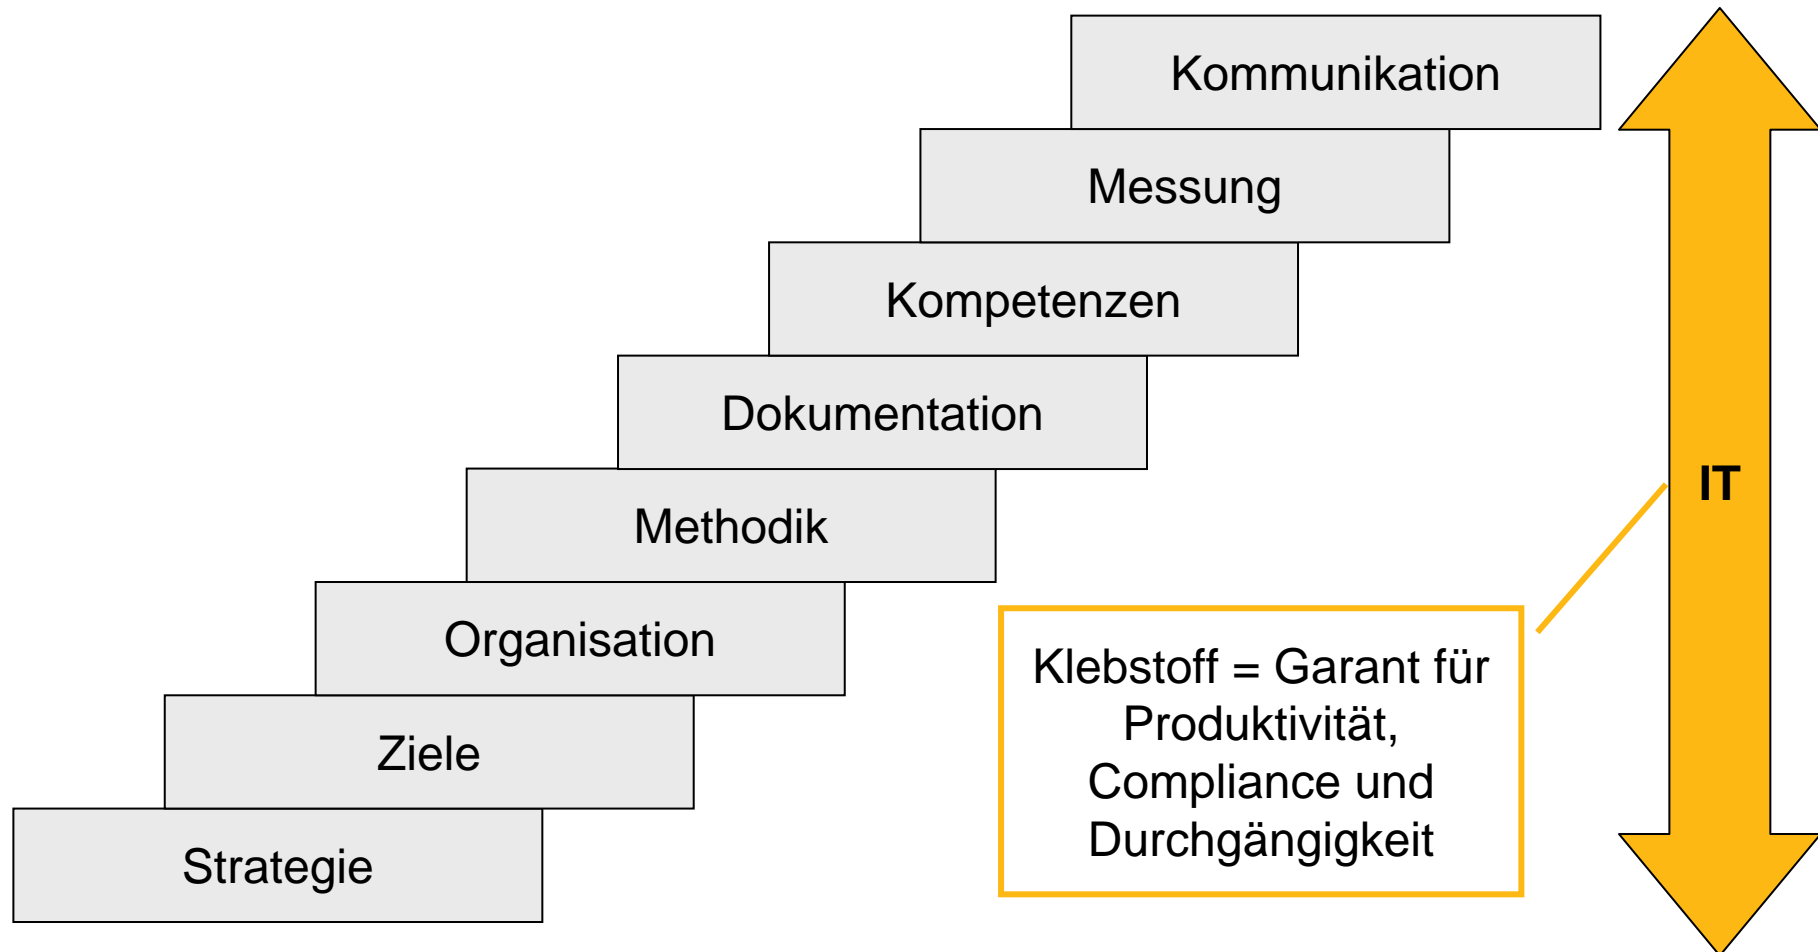 Kommunikation
Messung
Kompetenzen
Dokumentation
Methodik
Organisation
Ziele
Strategie
IT
Klebstoff = Garant für
Produktivität,
Compliance und
Durchgängigkeit